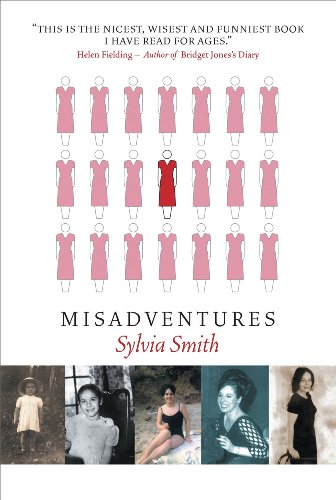 “THIS IS THE NICEST, WISEST AND FUNNIEST BOOK
I HAVE READ FOR AGES.”
Helen Fielding – Author of Bridget Jones's Diary
MISADVENTURES
Sylvia Smith